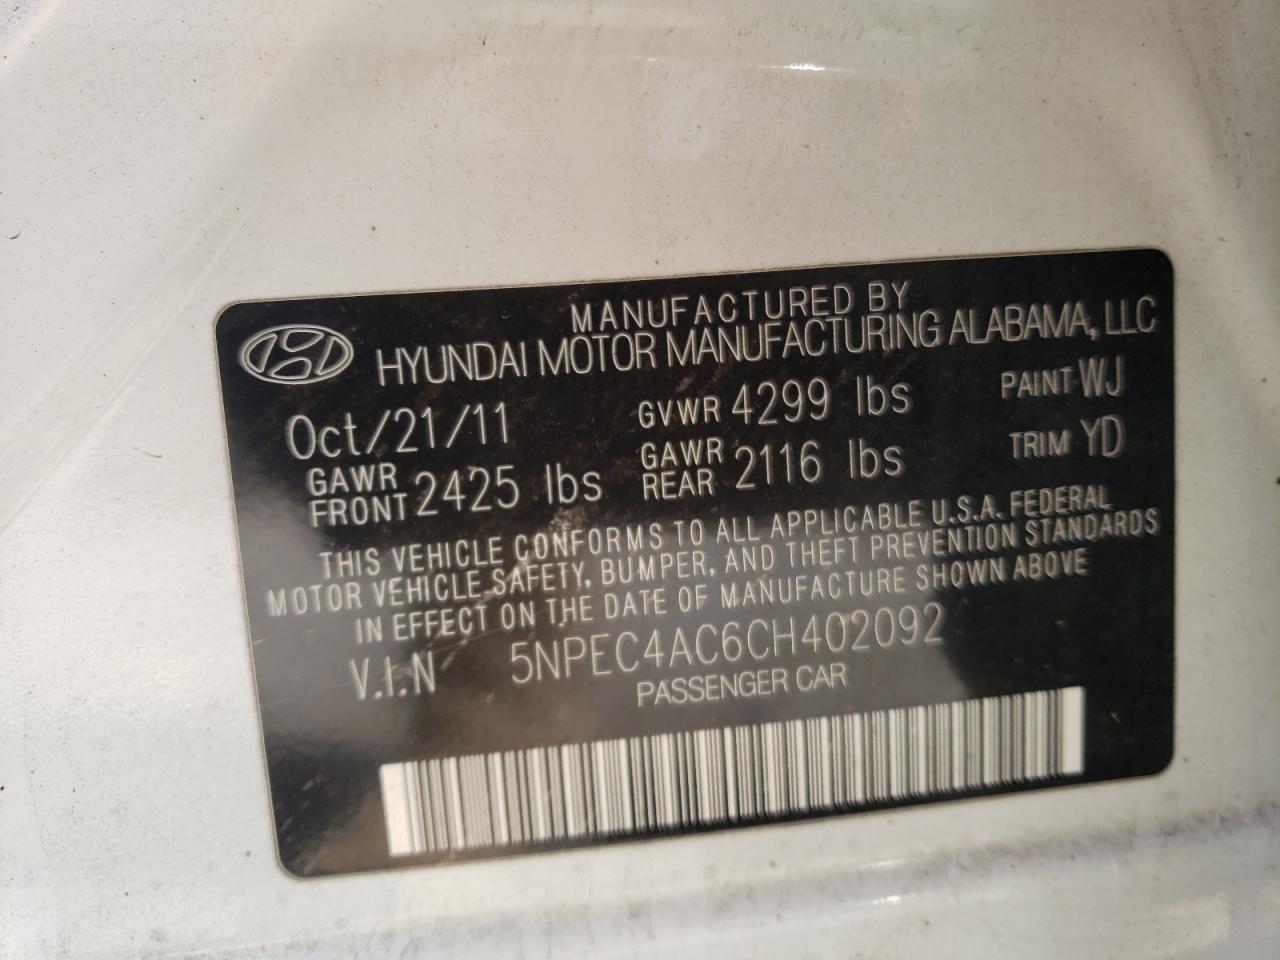 MANUFACTURED BY
HYUNDAI MOTOR MANUFACTURING ALABAMA, LLC
Oct/21/11 GVWR 4299 lbs PAINT WJ
GAWR FRONT 2425 lbs GAWR REAR 2116 lbs TRIM YD
THIS VEHICLE CONFORMS TO ALL APPLICABLE U.S.A. FEDERAL
MOTOR VEHICLE SAFETY, BUMPER, AND THEFT PREVENTION STANDARDS
IN EFFECT ON THE DATE OF MANUFACTURE SHOWN ABOVE
V.I.N 5NPEC4AC6CH402092
PASSENGER CAR